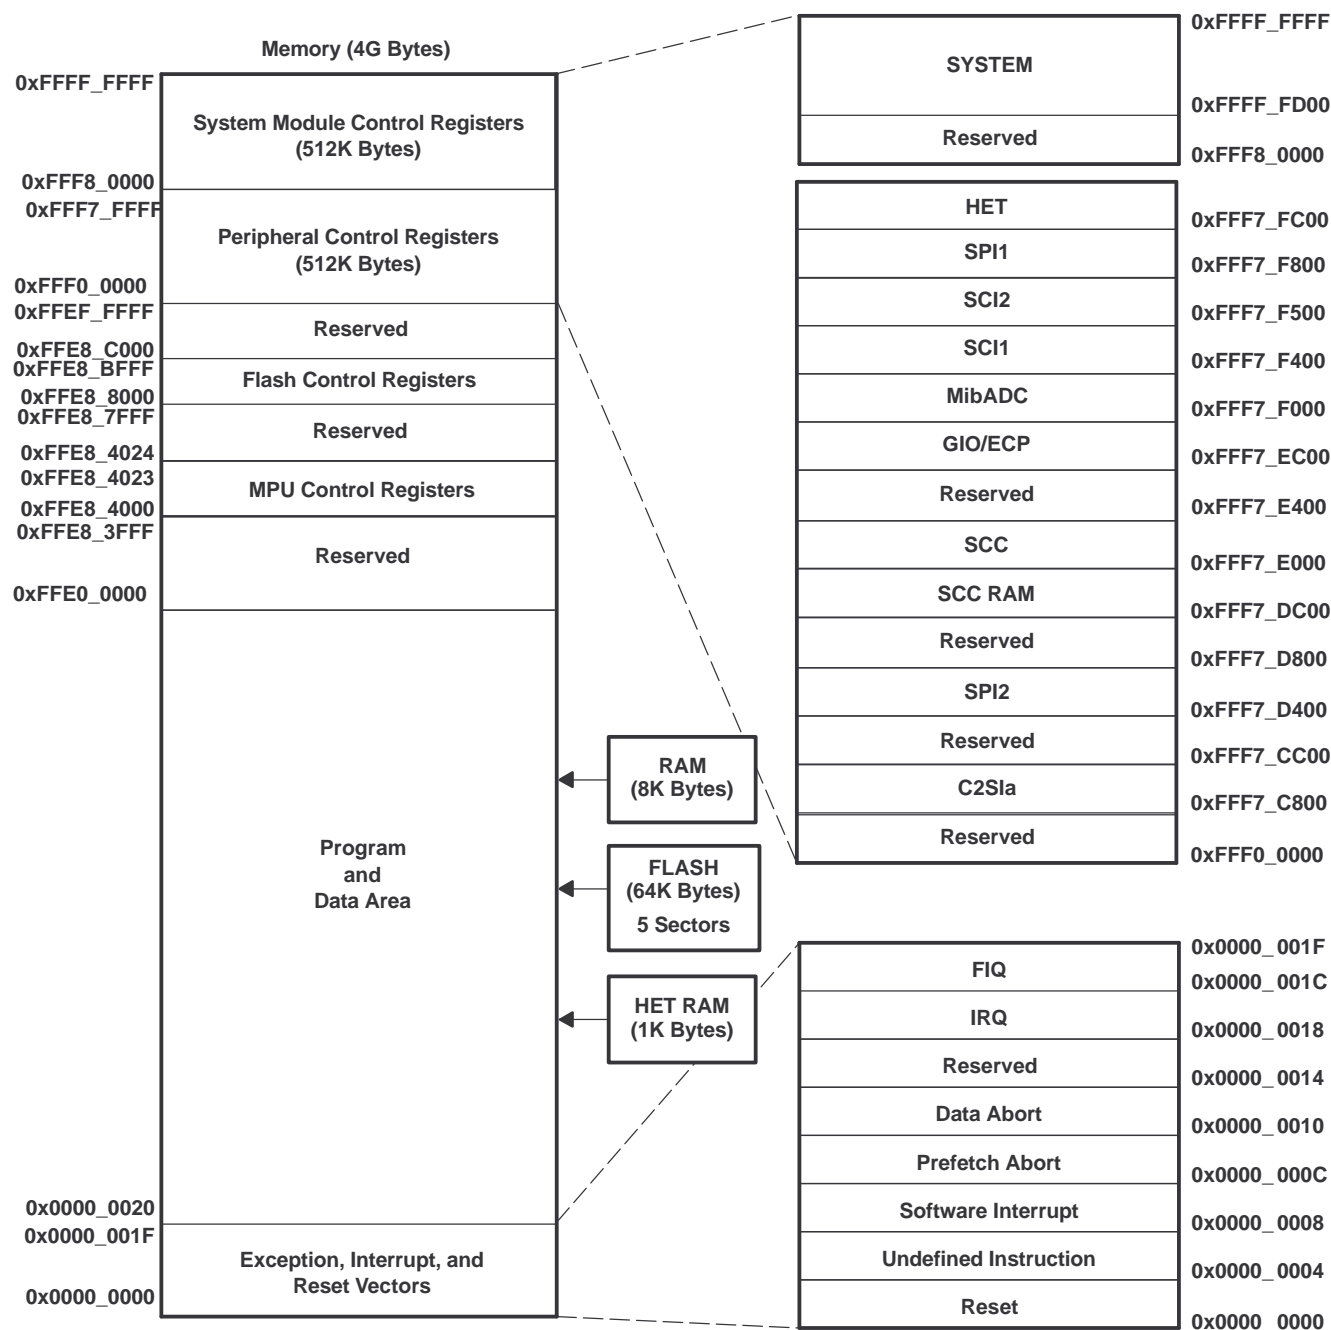 Memory (4G Bytes)
0xFFFF_FFFF
System Module Control Registers
(512K Bytes)
0xFFF8_0000
0xFFF7_FFFF
Peripheral Control Registers
(512K Bytes)
0xFFF0_0000
0xFFEF_FFFF
Reserved
0xFFE8_C000
0xFFE8_BFFF
Flash Control Registers
0xFFE8_8000
0xFFE8_7FFF
Reserved
0xFFE8_4024
0xFFE8_4023
MPU Control Registers
0xFFE8_4000
0xFFE8_3FFF
Reserved
0xFFE0_0000
Program
and
Data Area
0x0000_0020
0x0000_001F
Exception, Interrupt, and
Reset Vectors
0x0000_0000
RAM
(8K Bytes)
FLASH
(64K Bytes)
5 Sectors
HET RAM
(1K Bytes)
0xFFFF_FFFF
SYSTEM
0xFFFF_FD00
Reserved
0xFFF8_0000
HET
0xFFF7_FC00
SPI1
0xFFF7_F800
SCI2
0xFFF7_F500
SCI1
0xFFF7_F400
MibADC
0xFFF7_F000
GIO/ECP
0xFFF7_EC00
Reserved
0xFFF7_E400
SCC
0xFFF7_E000
SCC RAM
0xFFF7_DC00
Reserved
0xFFF7_D800
SPI2
0xFFF7_D400
Reserved
0xFFF7_CC00
C2SIa
0xFFF7_C800
Reserved
0xFFF0_0000
0x0000_001F
FIQ
0x0000_001C
IRQ
0x0000_0018
Reserved
0x0000_0014
Data Abort
0x0000_0010
Prefetch Abort
0x0000_000C
Software Interrupt
0x0000_0008
Undefined Instruction
0x0000_0004
Reset
0x0000_0000